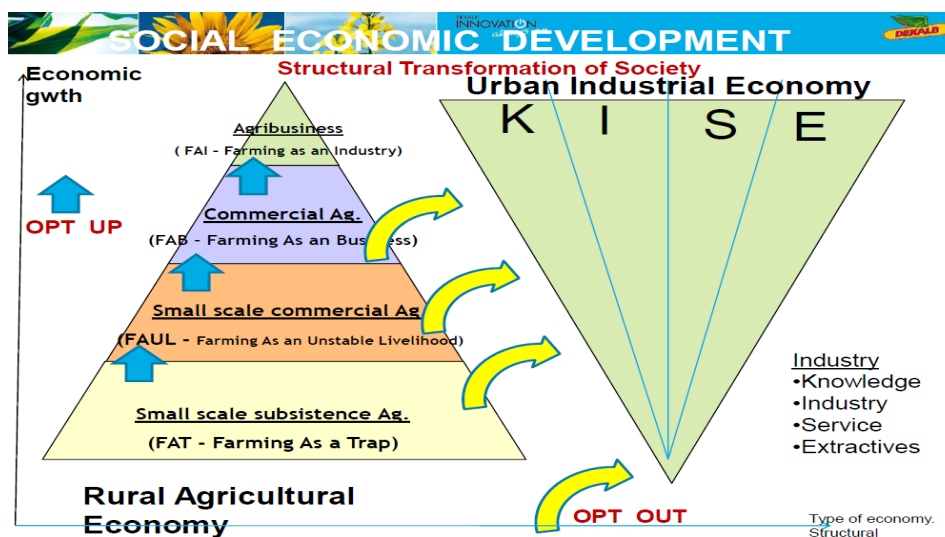 DEKALB
INNOVATION
SOCIAL ECONOMIC DEVELOPMENT
DEKALB
Economic
gwth
Structural Transformation of Society
Urban Industrial Economy
K I S E
Agribusiness
( FAI - Farming as an Industry)
OPT UP
Commercial Ag.
(FAB - Farming As an Business)
Small scale commercial Ag
(FAUL - Farming As an Unstable Livelihood)
Small scale subsistence Ag.
(FAT - Farming As a Trap)
Industry
•Knowledge
•Industry
•Service
•Extractives
Rural Agricultural
Economy
OPT OUT
Type of economy.
Structural